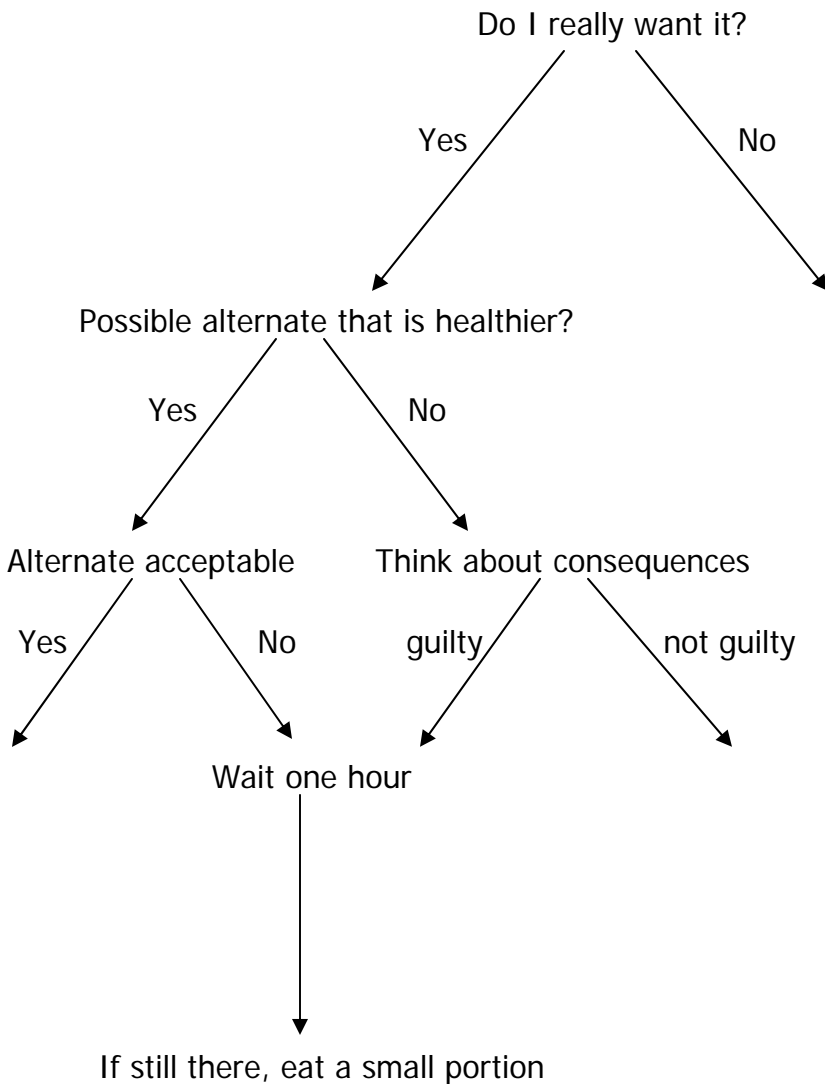 Do I really want it?
Yes
No
Possible alternate that is healthier?
Yes
No
Alternate acceptable
Think about consequences
Yes
No
guilty
not guilty
Wait one hour
If still there, eat a small portion